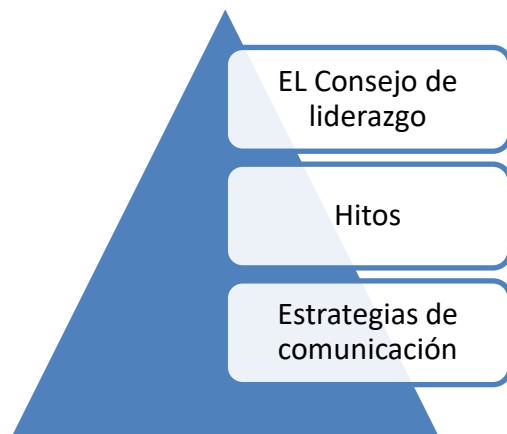 EL Consejo de
liderazgo
Hitos
Estrategias de
comunicación